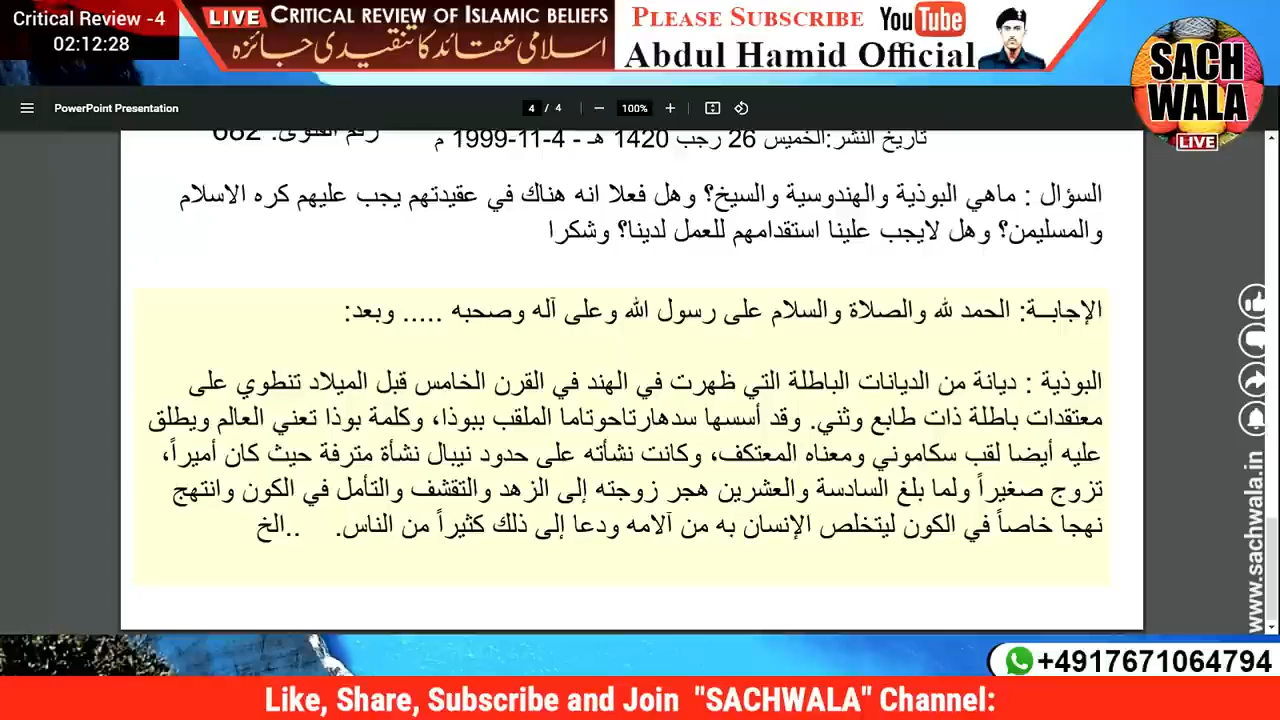 Critical Review -4
02:12:28
LIVE CRITICAL REVIEW OF ISLAMIC BELIEFS
اسلامی عقائد کا تنقیدی جائزہ
PLEASE SUBSCRIBE YouTube
Abdul Hamid Official
SACH
WALA
LIVE
PowerPoint Presentation
4 / 4
100%
تاريخ النشر:الخميس 26 رجب 1420 هـ - 4-11-1999 م
رقم الفتوى: 662
السؤال : ماهي البوذية والهندوسية والسيخ؟ وهل فعلا انه هناك في عقيدتهم يجب عليهم كره الاسلام
والمسليمن؟ وهل لايجب علينا استقدامهم للعمل لدينا؟ وشكرا
الإجابــة: الحمد لله والصلاة والسلام على رسول الله وعلى آله وصحبه ..... وبعد:
البوذية : ديانة من الديانات الباطلة التي ظهرت في الهند في القرن الخامس قبل الميلاد تنطوي على
معتقدات باطلة ذات طابع وثني. وقد أسسها سدهارتاحوتاما الملقب ببوذا، وكلمة بوذا تعني العالم ويطلق
عليه أيضا لقب سكاموني ومعناه المعتكف، وكانت نشأته على حدود نيبال نشأة مترفة حيث كان أميراً،
تزوج صغيراً ولما بلغ السادسة والعشرين هجر زوجته إلى الزهد والتقشف والتأمل في الكون وانتهج
نهجا خاصاً في الكون ليتخلص الإنسان به من آلامه ودعا إلى ذلك كثيراً من الناس. ..الخ
www.sachwala.in
+4917671064794
Like, Share, Subscribe and Join "SACHWALA" Channel: